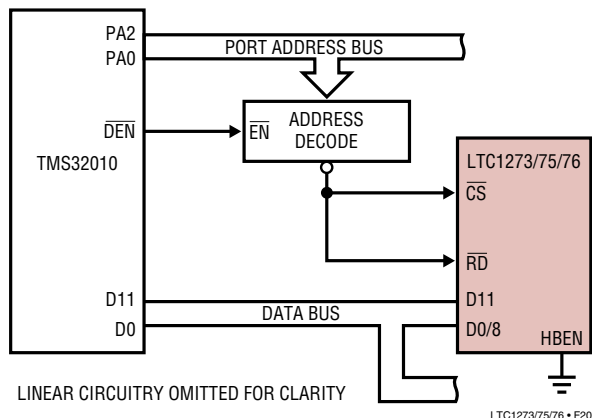 PA2
PA0
PORT ADDRESS BUS
DEN
EN
ADDRESS
DECODE
TMS32010
LTC1273/75/76
CS
RD
D11
D0
DATA BUS
D11
D0/8
HBEN
LINEAR CIRCUITRY OMITTED FOR CLARITY
LTC1273/75/76 • F20